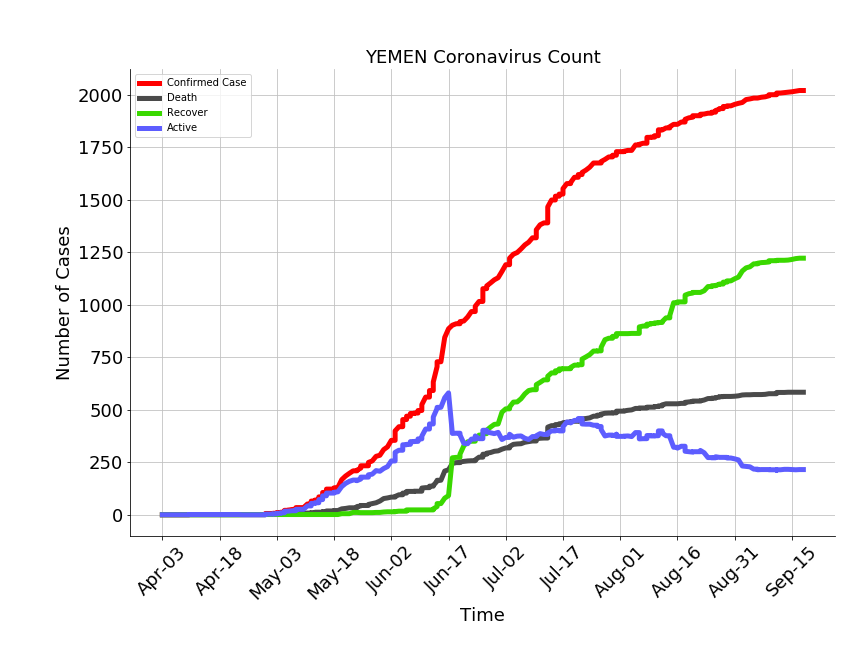 YEMEN Coronavirus Count
Confirmed Case
Death
Recover
Active
2000
1750
1500
1250
1000
750
500
250
0
Number of Cases
Apr-03
Apr-18
May-03
May-18
Jun-02
Jun-17
Jul-02
Jul-17
Aug-01
Aug-16
Aug-31
Sep-15
Time